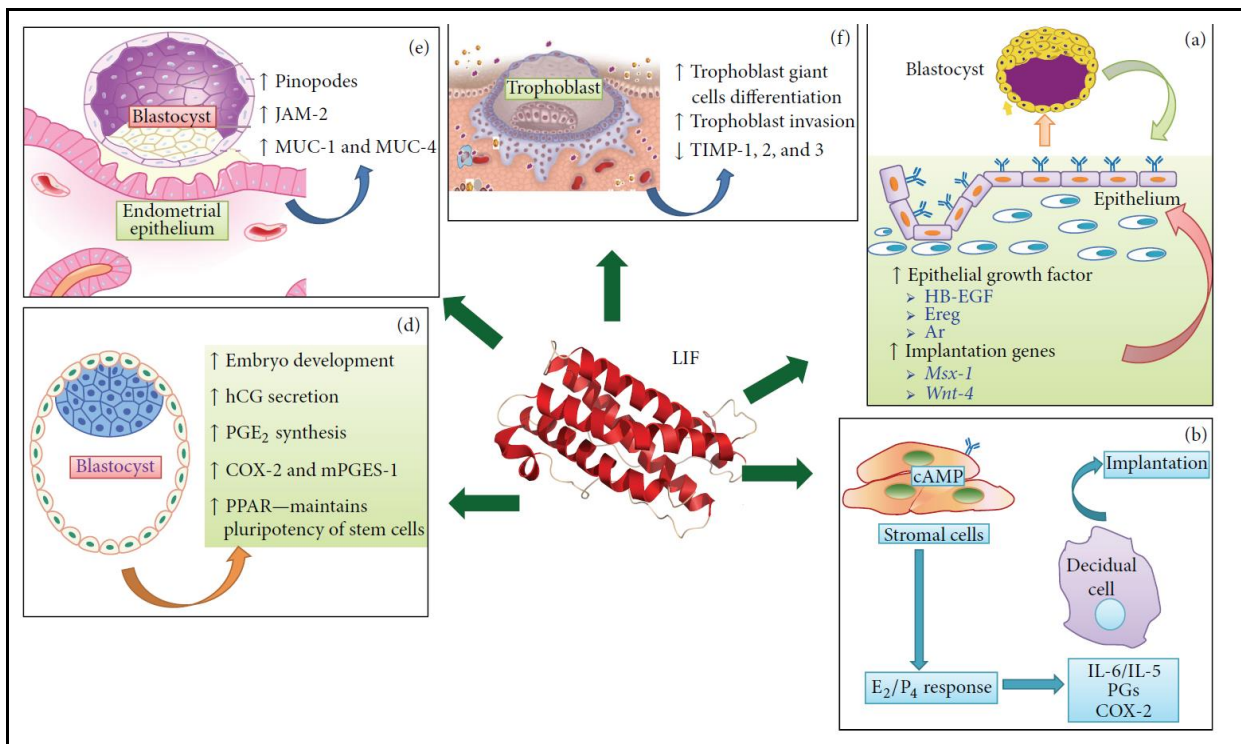 (e)
↑ Pinopodes
↑ JAM-2
↑ MUC-1 and MUC-4
Blastocyst
Endometrial
epithelium
(f)
Trophoblast
↑ Trophoblast giant
cells differentiation
↑ Trophoblast invasion
↓ TIMP-1, 2, and 3
(a)
Blastocyst
Epithelium
↑ Epithelial growth factor
➢ HB-EGF
➢ Ereg
➢ Ar
↑ Implantation genes
➢ Msx-1
➢ Wnt-4
(d)
Blastocyst
↑ Embryo development
↑ hCG secretion
↑ PGE₂ synthesis
↑ COX-2 and mPGES-1
↑ PPAR—maintains
pluripotency of stem cells
LIF
(b)
cAMP
Stromal cells
Implantation
Decidual
cell
E₂/P₄ response
IL-6/IL-5
PGs
COX-2